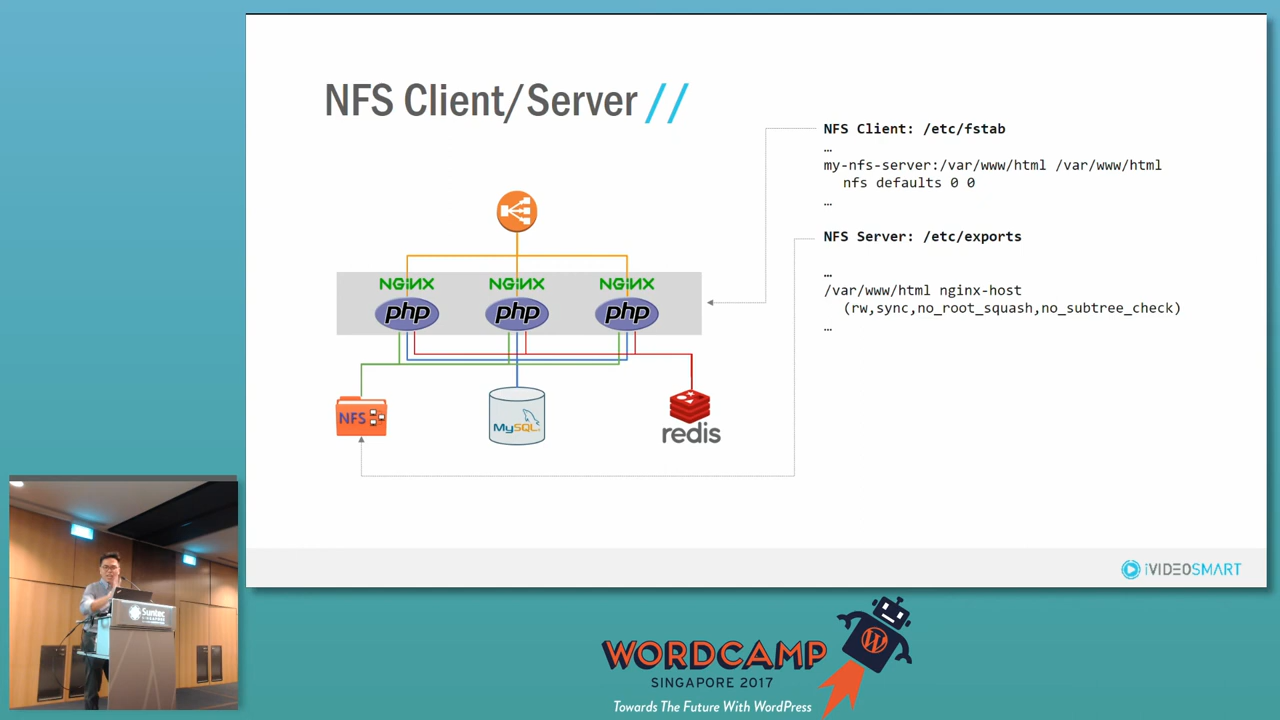 NFS Client/Server //
NFS Client: /etc/fstab
…
my-nfs-server:/var/www/html /var/www/html
nfs defaults 0 0
…
NFS Server: /etc/exports
…
/var/www/html nginx-host
(rw,sync,no_root_squash,no_subtree_check)
…
NGINX NGINX NGINX
php php php
NFS
MySQL
redis
iVIDEOSMART
Suntec
SINGAPORE
WORDCAMP
SINGAPORE 2017
Towards The Future With WordPress